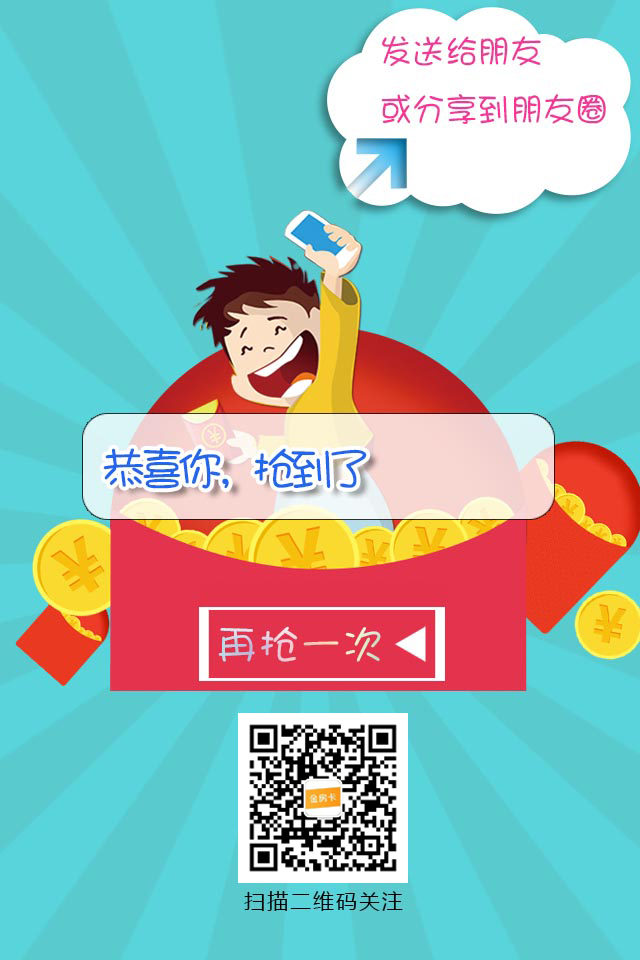 发送给朋友
或分享到朋友圈
恭喜你，抢到了
再抢一次
金房卡
扫描二维码关注